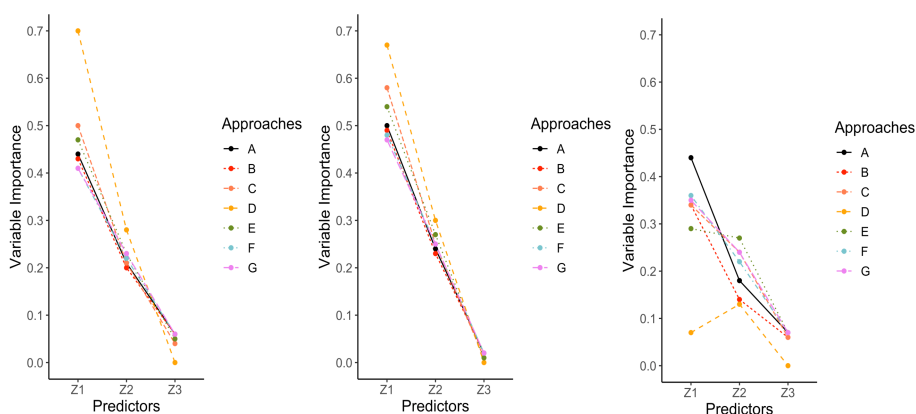 Variable Importance
0.7
0.6
0.5
0.4
0.3
0.2
0.1
0.0
Z1 Z2 Z3
Predictors
Approaches
A
B
C
D
E
F
G
Variable Importance
0.7
0.6
0.5
0.4
0.3
0.2
0.1
0.0
Z1 Z2 Z3
Predictors
Approaches
A
B
C
D
E
F
G
Variable Importance
0.7
0.6
0.5
0.4
0.3
0.2
0.1
0.0
Z1 Z2 Z3
Predictors
Approaches
A
B
C
D
E
F
G